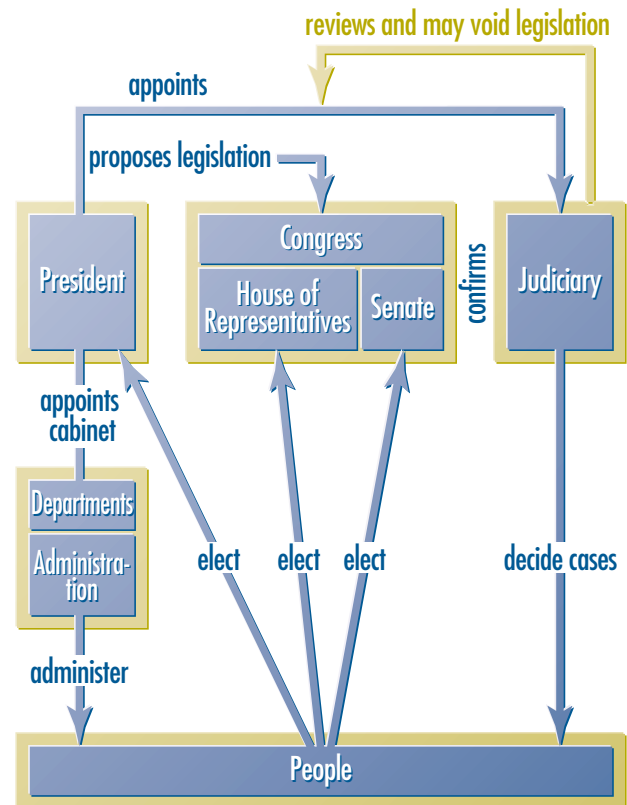 reviews and may void legislation
appoints
proposes legislation
President
Congress
House of
Representatives
Senate
confirms
Judiciary
appoints
cabinet
Departments
Administra-
tion
elect
elect
elect
decide cases
administer
People